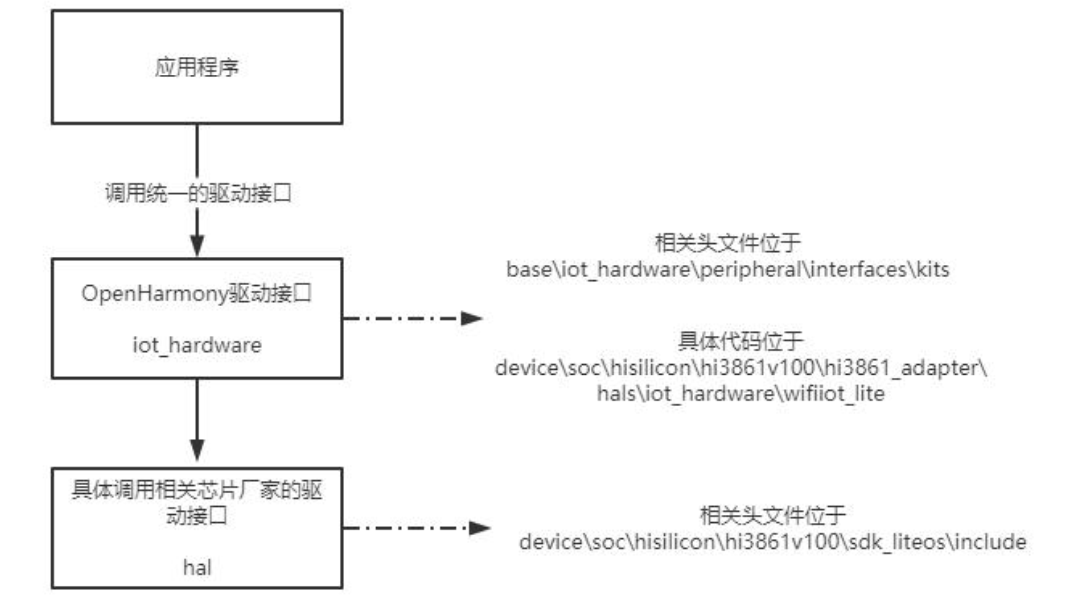 应用程序
调用统一的驱动接口
OpenHarmony驱动接口
iot_hardware
相关头文件位于
base\iot_hardware\peripheral\interfaces\kits
具体代码位于
device\soc\hisilicon\hi3861v100\hi3861_adapter\
hals\iot_hardware\wifiiot_lite
具体调用相关芯片厂家的驱
动接口
hal
相关头文件位于
device\soc\hisilicon\hi3861v100\sdk_liteos\include